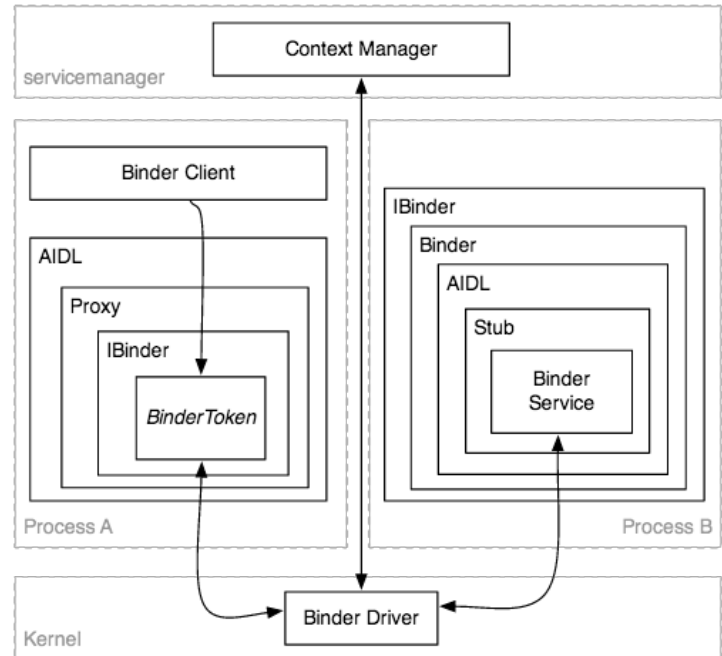 Context Manager
servicemanager
Binder Client
AIDL
Proxy
IBinder
BinderToken
Process A
IBinder
Binder
AIDL
Stub
Binder
Service
Process B
Binder Driver
Kernel